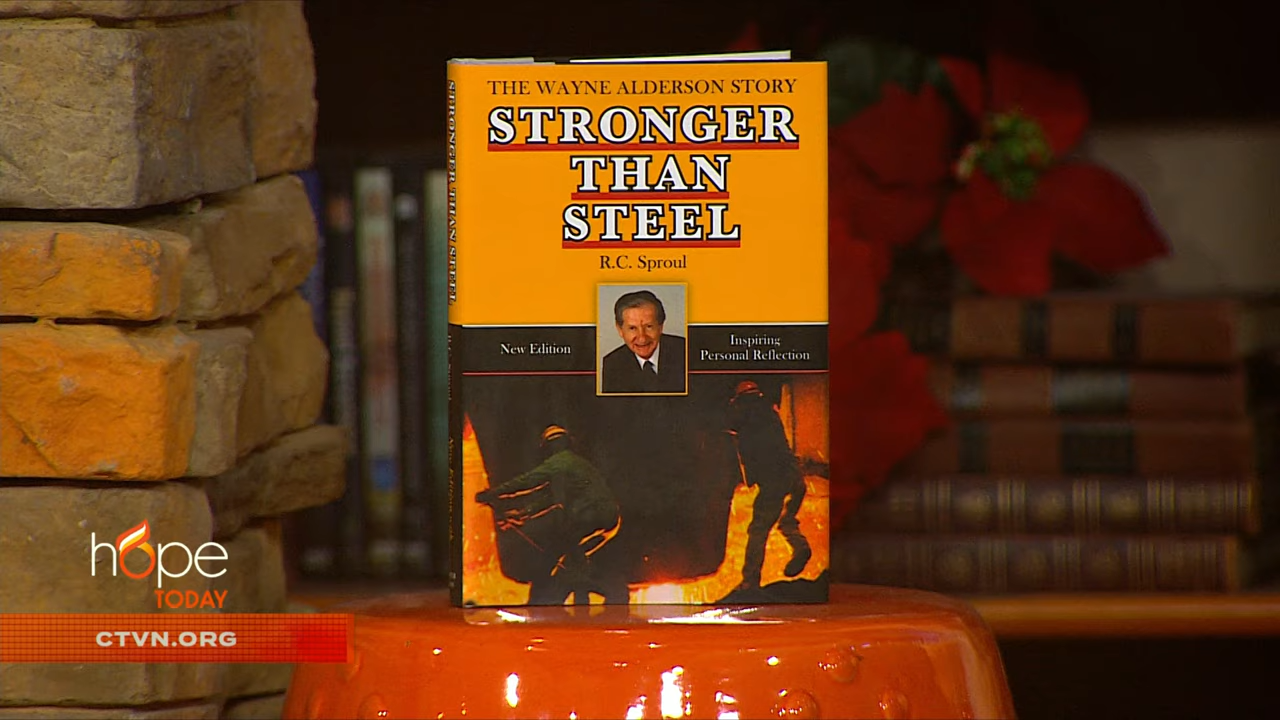 THE WAYNE ALDERSON STORY
STRONGER
THAN
STEEL
R.C. Sproul
New Edition
Inspiring
Personal Reflection
STRONGER THAN STEEL
hope
TODAY
CTVN.ORG